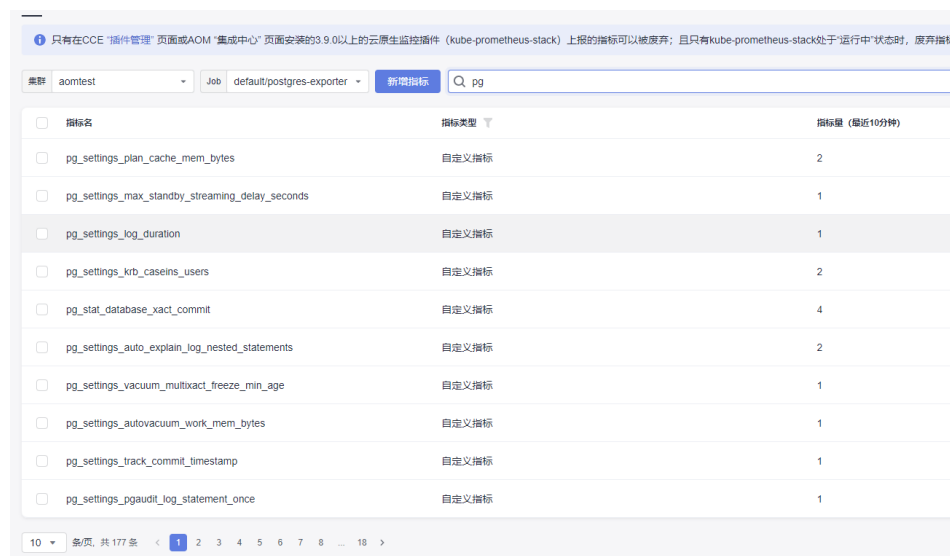 只有在CCE “插件管理” 页面或AOM “集成中心” 页面安装的3.9.0以上的云原生监控插件（kube-prometheus-stack）上报的指标可以被废弃；且只有kube-prometheus-stack处于“运行中”状态时，废弃指标
集群 aomtest Job default/postgres-exporter 新增指标 pg
指标名 指标类型 指标量（最近10分钟）
pg_settings_plan_cache_mem_bytes 自定义指标 2
pg_settings_max_standby_streaming_delay_seconds 自定义指标 1
pg_settings_log_duration 自定义指标 1
pg_settings_krb_caseins_users 自定义指标 2
pg_stat_database_xact_commit 自定义指标 4
pg_settings_auto_explain_log_nested_statements 自定义指标 2
pg_settings_vacuum_multixact_freeze_min_age 自定义指标 1
pg_settings_autovacuum_work_mem_bytes 自定义指标 1
pg_settings_track_commit_timestamp 自定义指标 1
pg_settings_pgaudit_log_statement_once 自定义指标 1
10 条/页, 共 177 条 < 1 2 3 4 5 6 7 8 ... 18 >